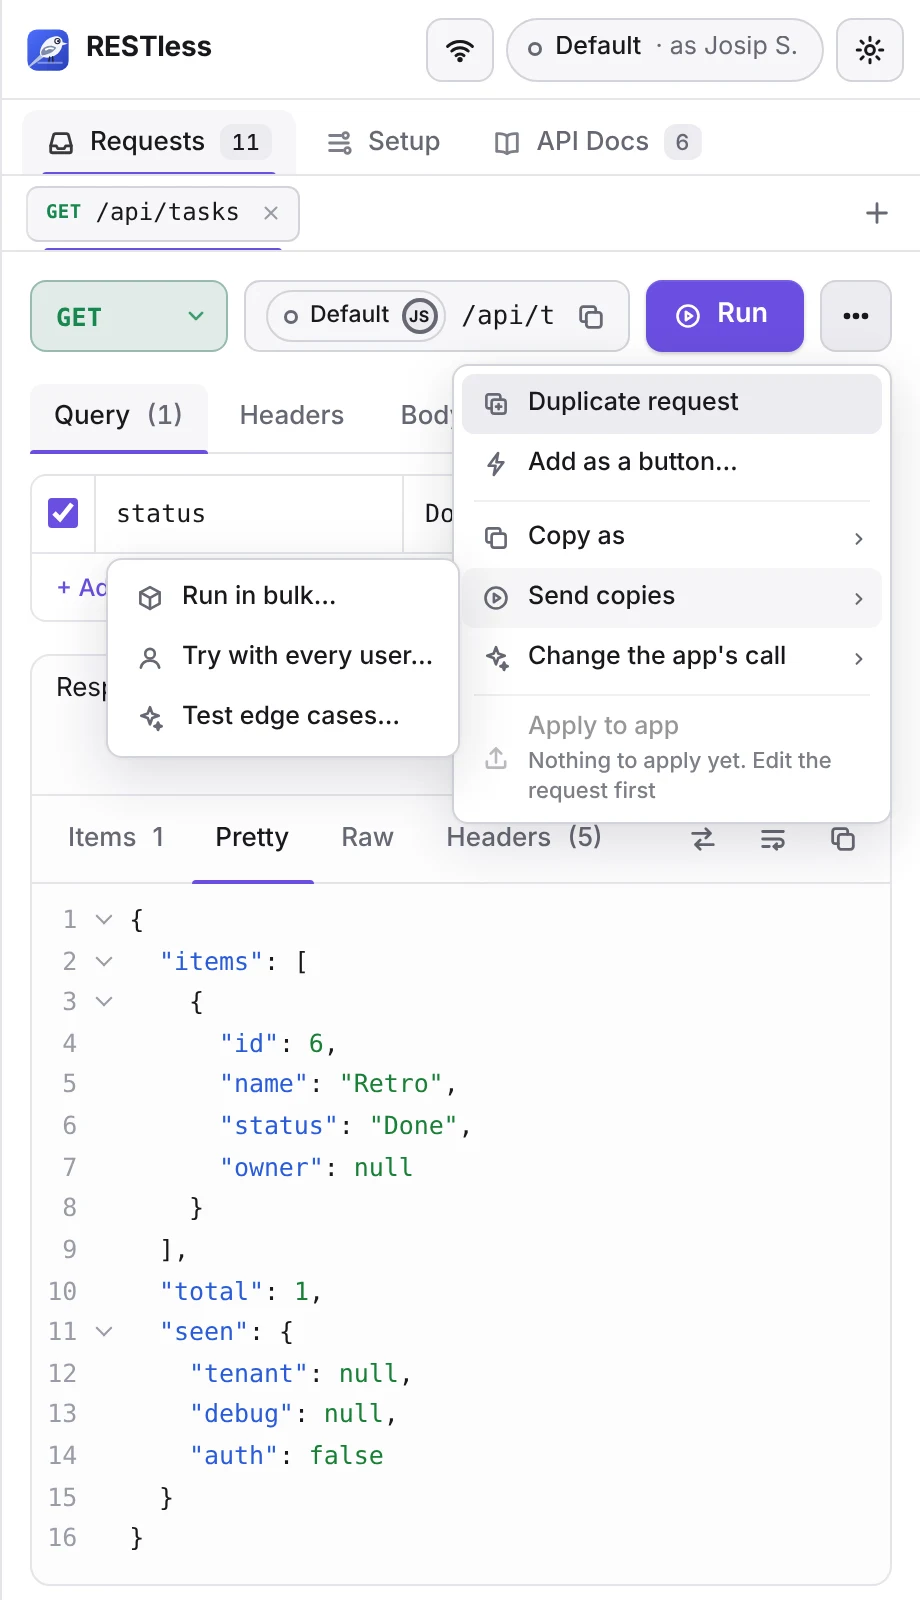 RESTless
Default · as Josip S.
Requests 11
Setup
API Docs 6
GET /api/tasks
GET
Default JS /api/t
Run
Query (1)
Headers
Body
Duplicate request
Add as a button...
status
Do
Copy as
+ Ad
Run in bulk...
Send copies
Try with every user...
Change the app's call
Resp
Test edge cases...
Apply to app
Nothing to apply yet. Edit the
request first
Items 1
Pretty
Raw
Headers (5)
1 {
2 "items": [
3 {
4 "id": 6,
5 "name": "Retro",
6 "status": "Done",
7 "owner": null
8 }
9 ],
10 "total": 1,
11 "seen": {
12 "tenant": null,
13 "debug": null,
14 "auth": false
15 }
16 }